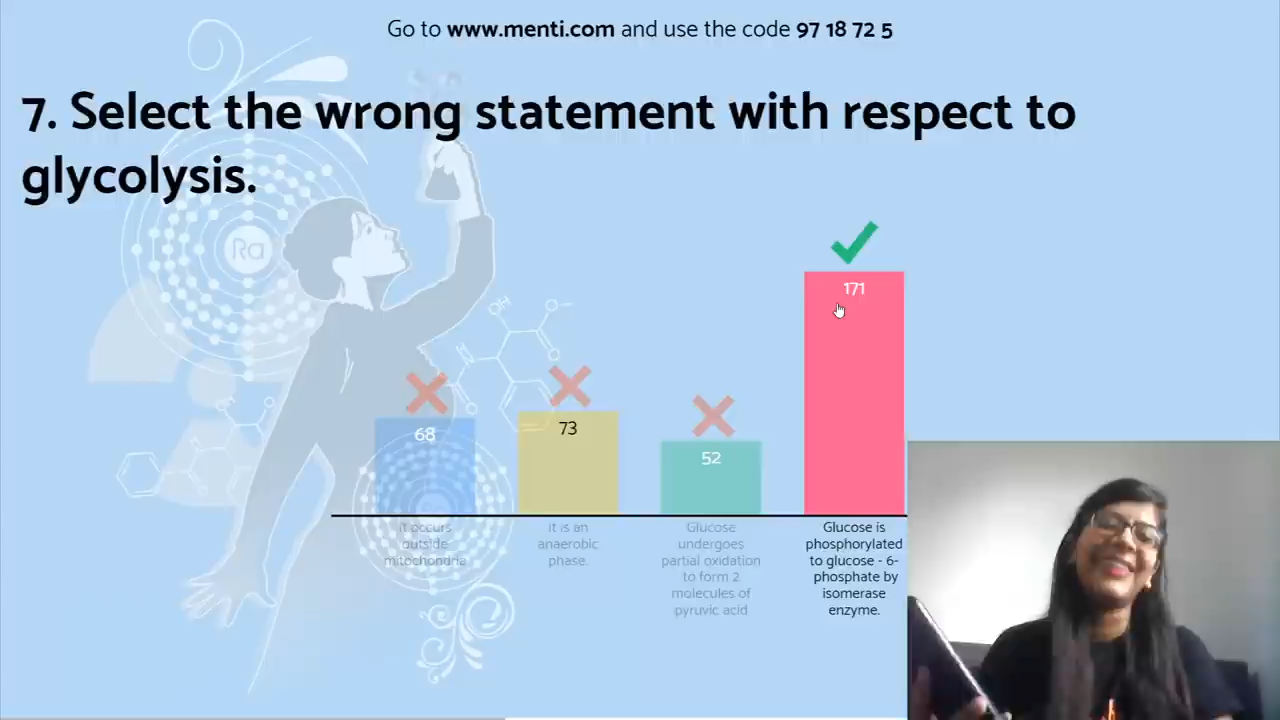 Go to www.menti.com and use the code 97 18 72 5
7. Select the wrong statement with respect to
glycolysis.
Ra
OH
O
O
68
73
52
171
It occurs
outside
mitochondria
It is an
anaerobic
phase.
Glucose
undergoes
partial oxidation
to form 2
molecules of
pyruvic acid
Glucose is
phosphorylated
to glucose - 6-
phosphate by
isomerase
enzyme.